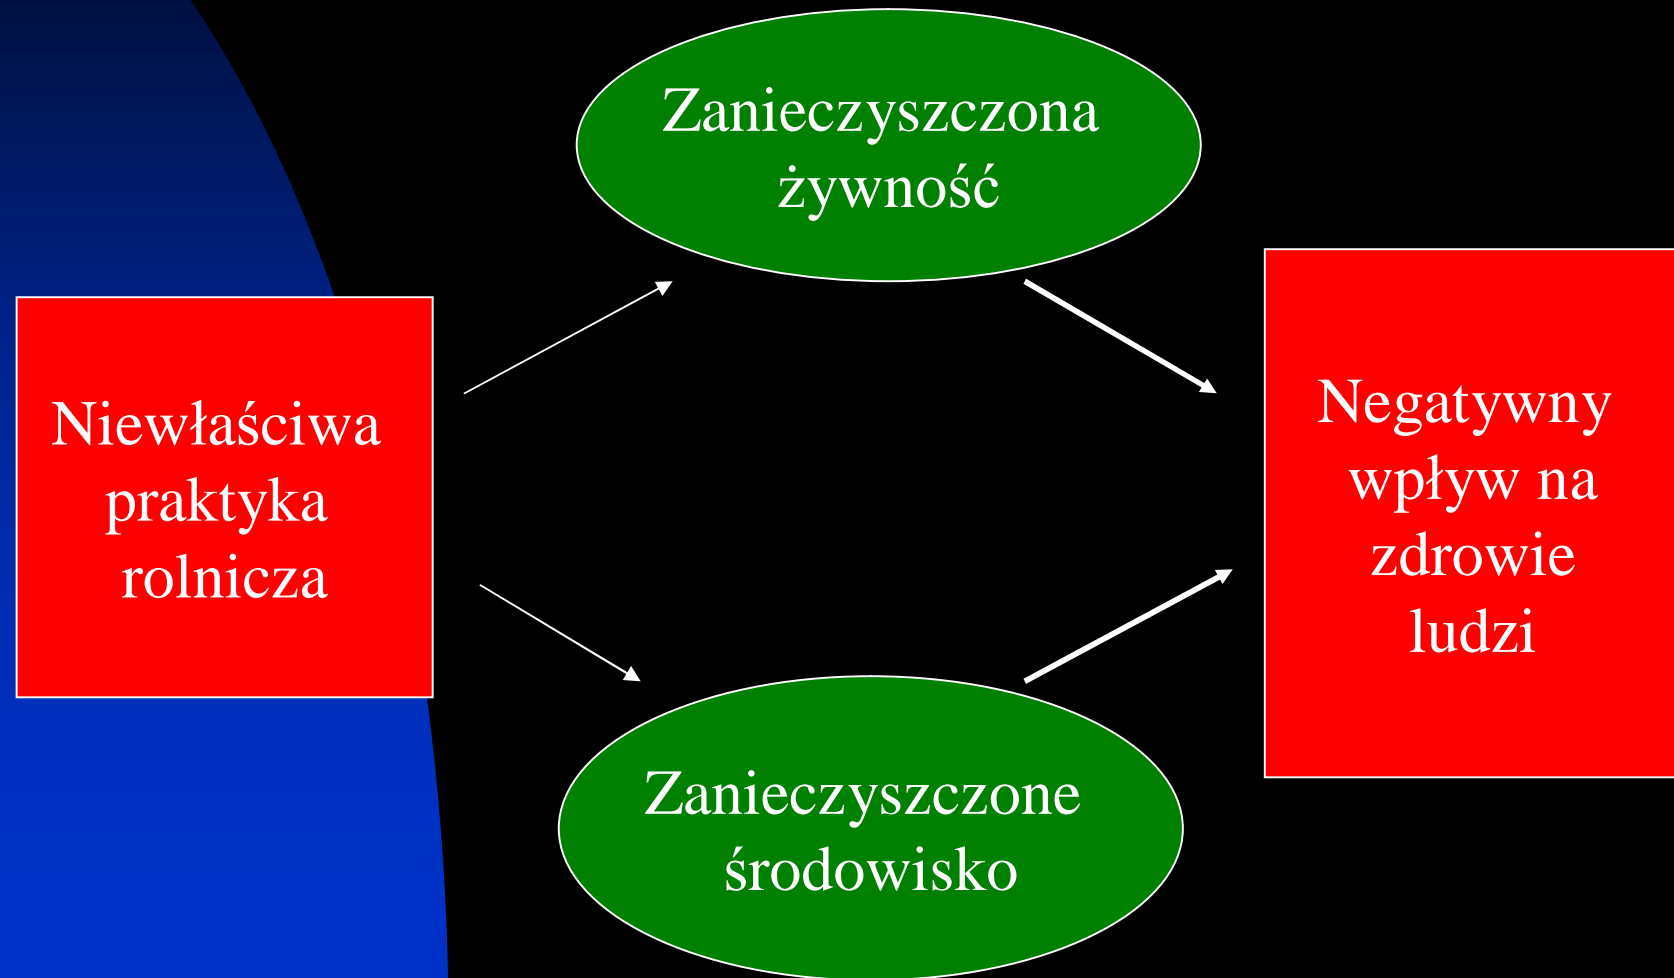 Zanieczyszczona
żywność
Niewłaściwa
praktyka
rolnicza
Negatywny
wpływ na
zdrowie
ludzi
Zanieczyszczone
środowisko